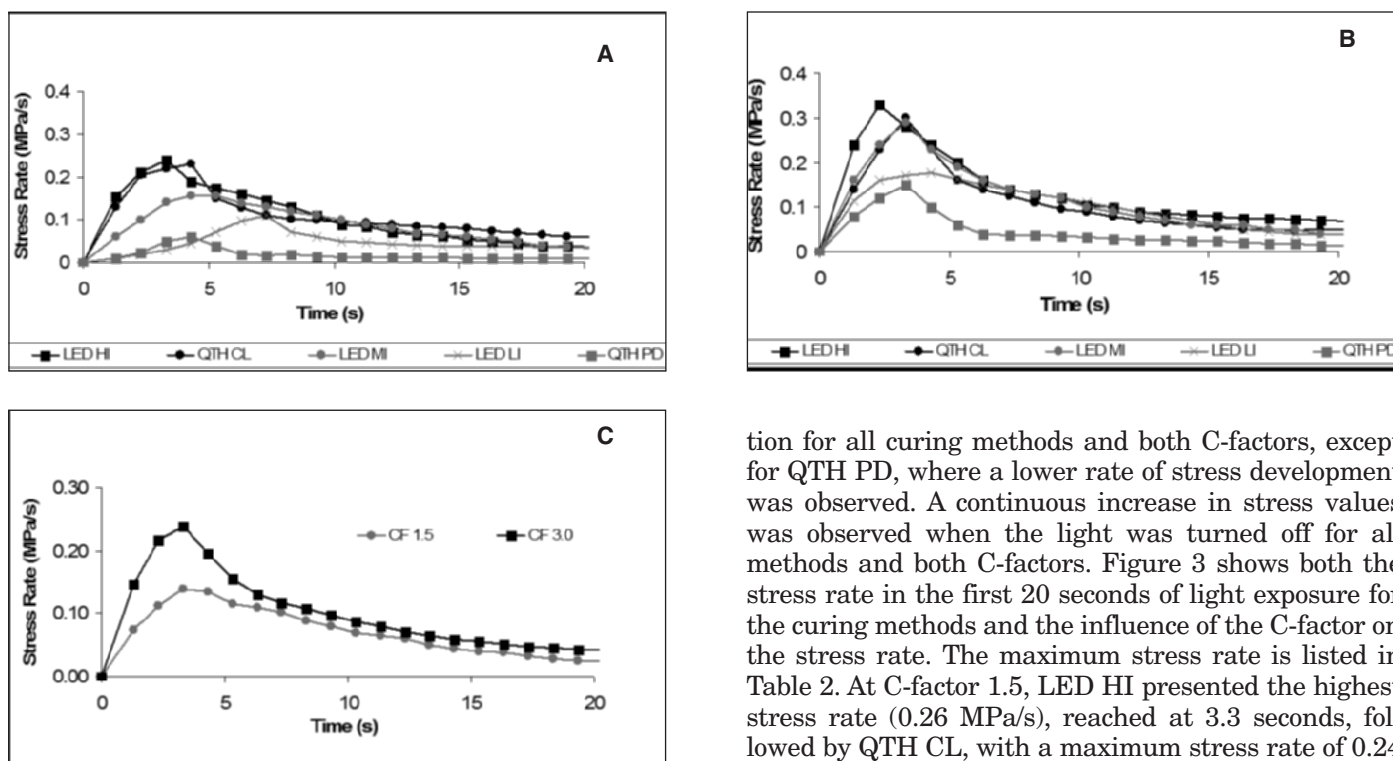 A
0.4
0.3
0.2
0.1
0
Stress Rate (MPa/s)
0 5 10 15 20
Time (s)
LED HI QTH CL LED MI LED LI QTH PD
B
0.4
0.3
0.2
0.1
0
Stress Rate (MPa/s)
0 5 10 15 20
Time (s)
LED HI QTH CL LED MI LED LI QTH PD
C
0.30
0.20
0.10
0.00
Stress Rate (MPa/s)
CF 1.5 CF 3.0
0 5 10 15 20
Time (s)
tion for all curing methods and both C-factors, except
for QTH PD, where a lower rate of stress development
was observed. A continuous increase in stress values
was observed when the light was turned off for al
methods and both C-factors. Figure 3 shows both the
stress rate in the first 20 seconds of light exposure for
the curing methods and the influence of the C-factor on
the stress rate. The maximum stress rate is listed in
Table 2. At C-factor 1.5, LED HI presented the highest
stress rate (0.26 MPa/s), reached at 3.3 seconds, fol
lowed by QTH CL, with a maximum stress rate of 0.24